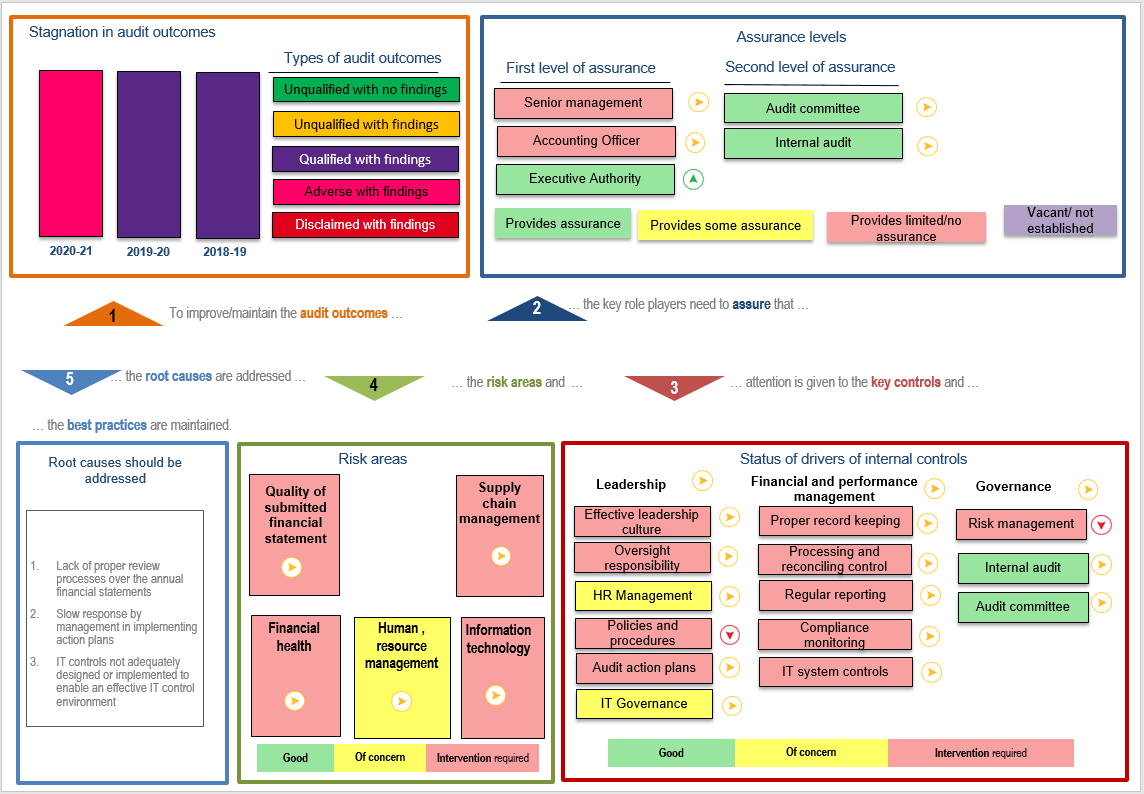 Stagnation in audit outcomes
Types of audit outcomes
Unqualified with no findings
Unqualified with findings
Qualified with findings
Adverse with findings
Disclaimed with findings
2020-21
2019-20
2018-19
Assurance levels
First level of assurance
Second level of assurance
Senior management
Accounting Officer
Executive Authority
Audit committee
Internal audit
Provides assurance
Provides some assurance
Provides limited/no
assurance
Vacant/ not
established
1
To improve/maintain the audit outcomes …
2
… the key role players need to assure that …
5
… the root causes are addressed …
4
… the risk areas and …
3
… attention is given to the key controls and …
… the best practices are maintained.
Root causes should be
addressed
1. Lack of proper review
processes over the annual
financial statements
2. Slow response by
management in implementing
action plans
3. IT controls not adequately
designed or implemented to
enable an effective IT control
environment
Risk areas
Quality of
submitted
financial
statement
Supply
chain
management
Financial
health
Human ,
resource
management
Information
technology
Good
Of concern
Intervention required
Status of drivers of internal controls
Leadership
Effective leadership
culture
Oversight
responsibility
HR Management
Policies and
procedures
Audit action plans
IT Governance
Financial and performance
management
Proper record keeping
Processing and
reconciling control
Regular reporting
Compliance
monitoring
IT system controls
Governance
Risk management
Internal audit
Audit committee
Good
Of concern
Intervention required